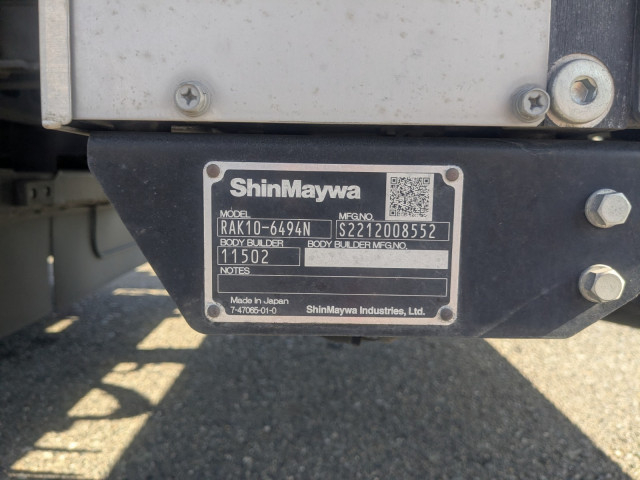 ShinMaywa
MODEL MFG.NO.
RAK10-6494N S2212008552
BODY BUILDER BODY BUILDER MFG.NO.
11502
NOTES
Made in Japan
7-47065-01-0 ShinMaywa Industries, Ltd.